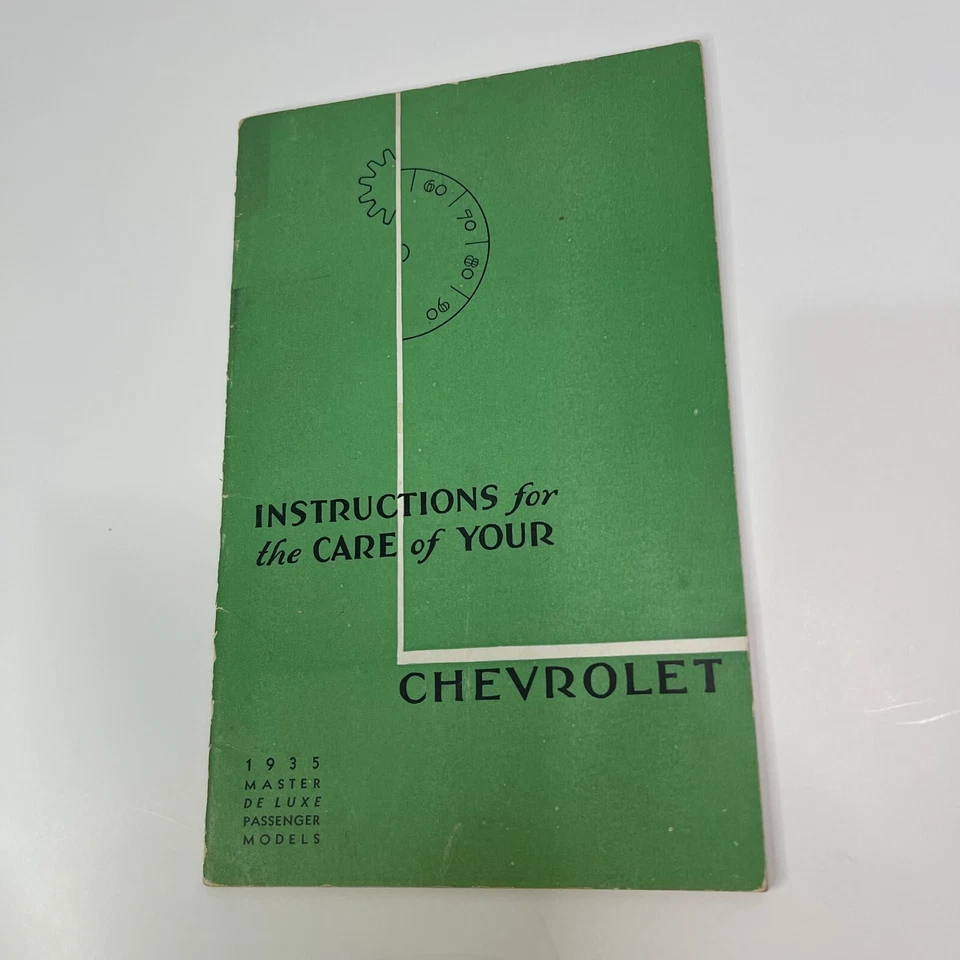 60
70
80
90
INSTRUCTIONS for
the CARE of YOUR
CHEVROLET
1935
MASTER
DE LUXE
PASSENGER
MODELS